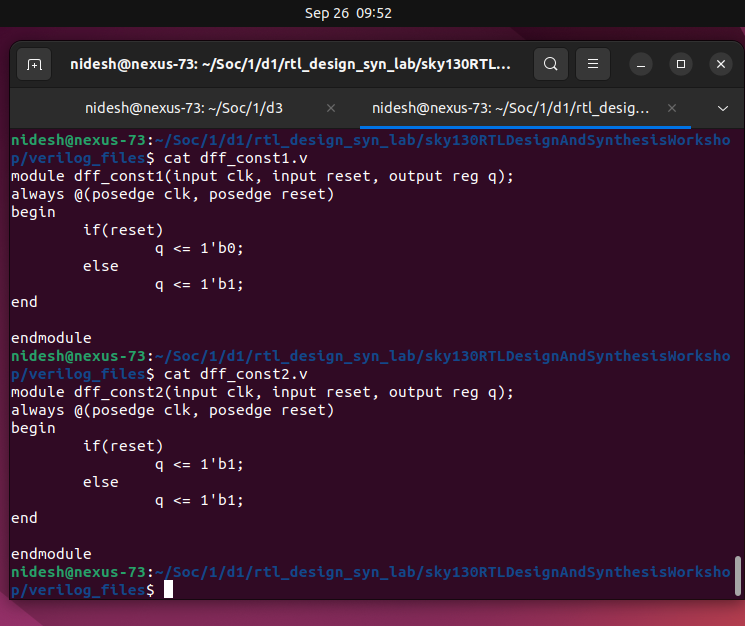 Sep 26 09:52
nidesh@nexus-73: ~/Soc/1/d1/rtl_design_syn_lab/sky130RTL...
nidesh@nexus-73: ~/Soc/1/d3
nidesh@nexus-73: ~/Soc/1/d1/rtl_desig...
nidesh@nexus-73:~/Soc/1/d1/rtl_design_syn_lab/sky130RTLDesignAndSynthesisWorksho
p/verilog_files$ cat dff_const1.v
module dff_const1(input clk, input reset, output reg q);
always @(posedge clk, posedge reset)
begin
        if(reset)
                q <= 1'b0;
        else
                q <= 1'b1;
end
endmodule
nidesh@nexus-73:~/Soc/1/d1/rtl_design_syn_lab/sky130RTLDesignAndSynthesisWorksho
p/verilog_files$ cat dff_const2.v
module dff_const2(input clk, input reset, output reg q);
always @(posedge clk, posedge reset)
begin
        if(reset)
                q <= 1'b1;
        else
                q <= 1'b1;
end
endmodule
nidesh@nexus-73:~/Soc/1/d1/rtl_design_syn_lab/sky130RTLDesignAndSynthesisWorksho
p/verilog_files$